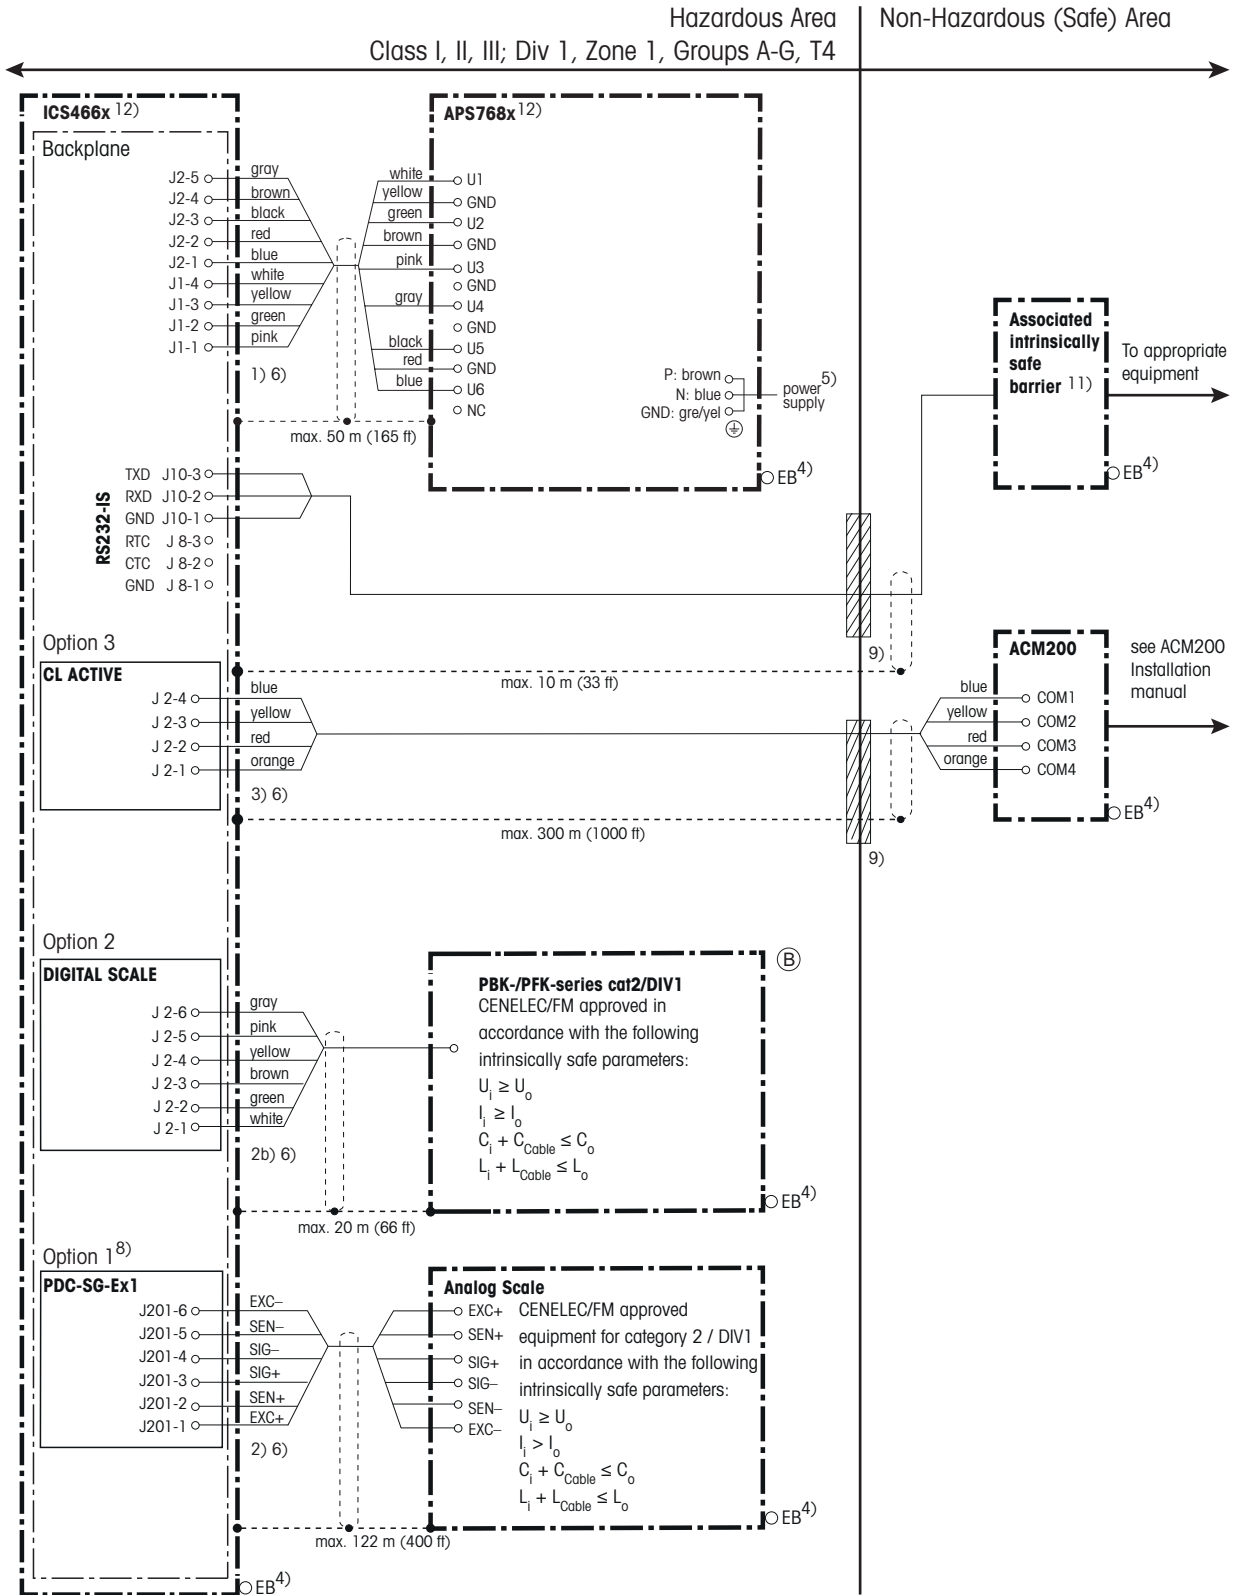 Hazardous Area
Non-Hazardous (Safe) Area
Class I, II, III; Div 1, Zone 1, Groups A-G, T4
ICS466x 12)
Backplane
J2-5 gray
J2-4 brown
J2-3 black
J2-2 red
J2-1 blue
J1-4 white
J1-3 yellow
J1-2 green
J1-1 pink
1) 6)
max. 50 m (165 ft)
APS768x 12)
white U1
yellow GND
green U2
brown GND
pink U3
GND
gray U4
GND
black U5
red GND
blue U6
NC
P: brown
N: blue
GND: gre/yel
power 5)
supply
EB 4)
Associated
intrinsically
safe
barrier 11)
To appropriate
equipment
EB 4)
RS232-IS
TXD J10-3
RXD J10-2
GND J10-1
RTC J 8-3
CTC J 8-2
GND J 8-1
9)
max. 10 m (33 ft)
Option 3
CL ACTIVE
J 2-4 blue
J 2-3 yellow
J 2-2 red
J 2-1 orange
3) 6)
max. 300 m (1000 ft)
9)
ACM200
blue COM1
yellow COM2
red COM3
orange COM4
see ACM200
Installation
manual
EB 4)
Option 2
DIGITAL SCALE
J 2-6 gray
J 2-5 pink
J 2-4 yellow
J 2-3 brown
J 2-2 green
J 2-1 white
2b) 6)
max. 20 m (66 ft)
B
PBK-/PFK-series cat2/DIV1
CENELEC/FM approved in
accordance with the following
intrinsically safe parameters:
Ui ≥ Uo
Ii ≥ Io
Ci + CCable ≤ Co
Li + LCable ≤ Lo
EB 4)
Option 1 8)
PDC-SG-Ex1
J201-6 EXC–
J201-5 SEN–
J201-4 SIG–
J201-3 SIG+
J201-2 SEN+
J201-1 EXC+
2) 6)
max. 122 m (400 ft)
Analog Scale
EXC+ CENELEC/FM approved
SEN+ equipment for category 2 / DIV1
SIG+ in accordance with the following
SIG– intrinsically safe parameters:
SEN– Ui ≥ Uo
EXC– Ii > Io
Ci + CCable ≤ Co
Li + LCable ≤ Lo
EB 4)
EB 4)